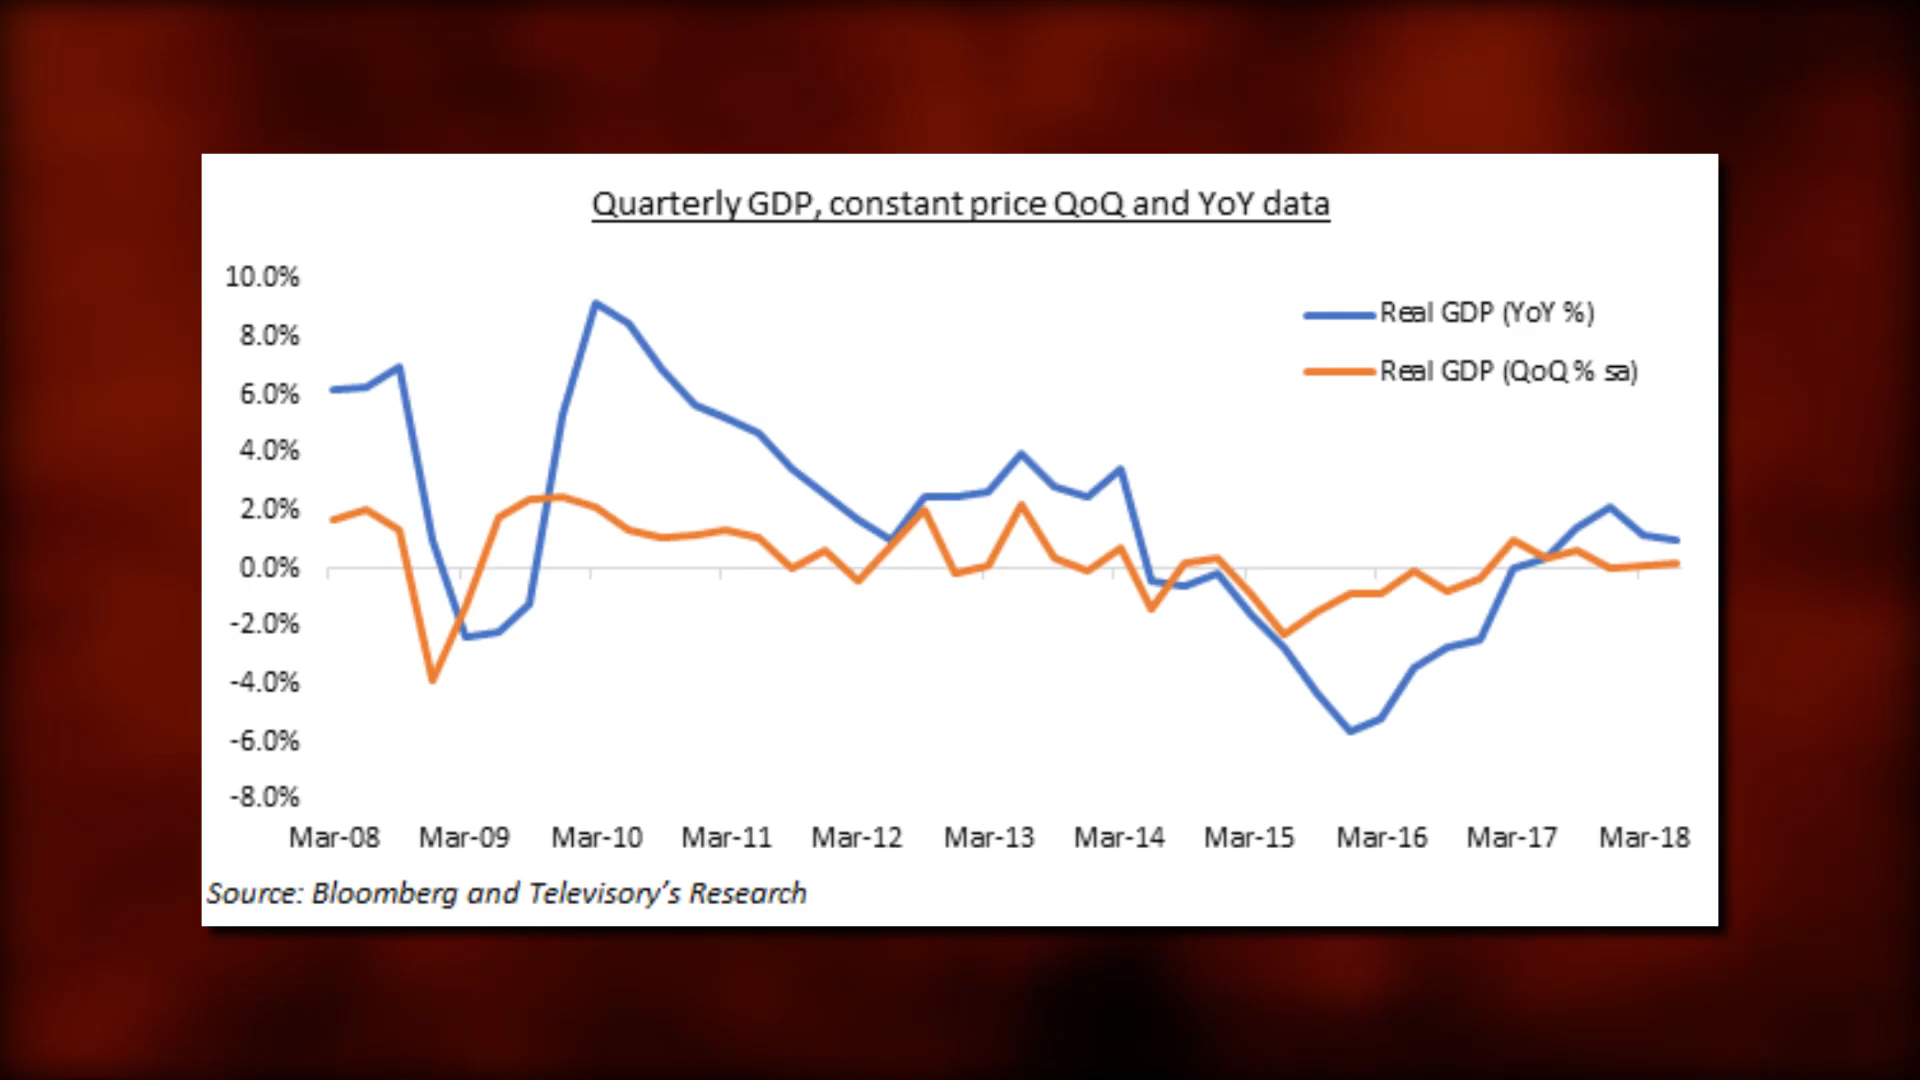 Quarterly GDP, constant price QoQ and YoY data
10.0%
8.0%
6.0%
4.0%
2.0%
0.0%
-2.0%
-4.0%
-6.0%
-8.0%
Real GDP (YoY %)
Real GDP (QoQ % sa)
Mar-08 Mar-09 Mar-10 Mar-11 Mar-12 Mar-13 Mar-14 Mar-15 Mar-16 Mar-17 Mar-18
Source: Bloomberg and Televisory's Research